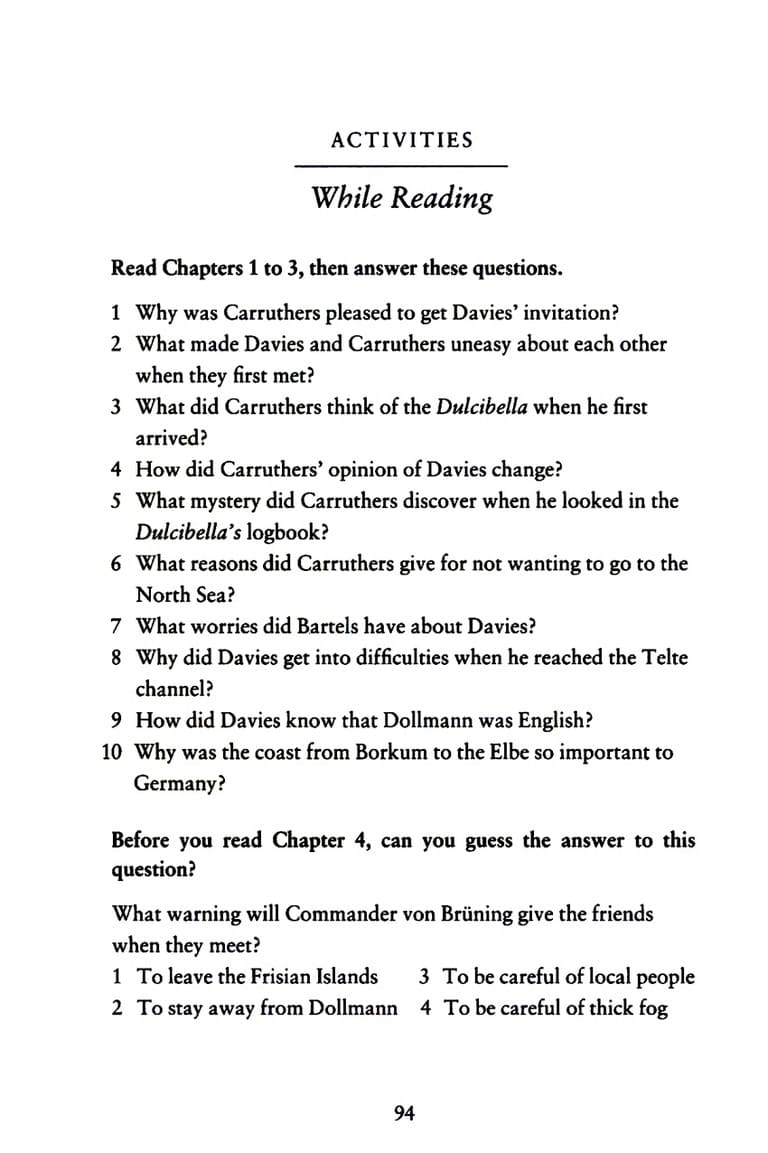 ACTIVITIES
While Reading
Read Chapters 1 to 3, then answer these questions.
1 Why was Carruthers pleased to get Davies’ invitation?
2 What made Davies and Carruthers uneasy about each other
when they first met?
3 What did Carruthers think of the Dulcibella when he first
arrived?
4 How did Carruthers’ opinion of Davies change?
5 What mystery did Carruthers discover when he looked in the
Dulcibella’s logbook?
6 What reasons did Carruthers give for not wanting to go to the
North Sea?
7 What worries did Bartels have about Davies?
8 Why did Davies get into difficulties when he reached the Telte
channel?
9 How did Davies know that Dollmann was English?
10 Why was the coast from Borkum to the Elbe so important to
Germany?
Before you read Chapter 4, can you guess the answer to this
question?
What warning will Commander von Brüning give the friends
when they meet?
1 To leave the Frisian Islands 3 To be careful of local people
2 To stay away from Dollmann 4 To be careful of thick fog
94